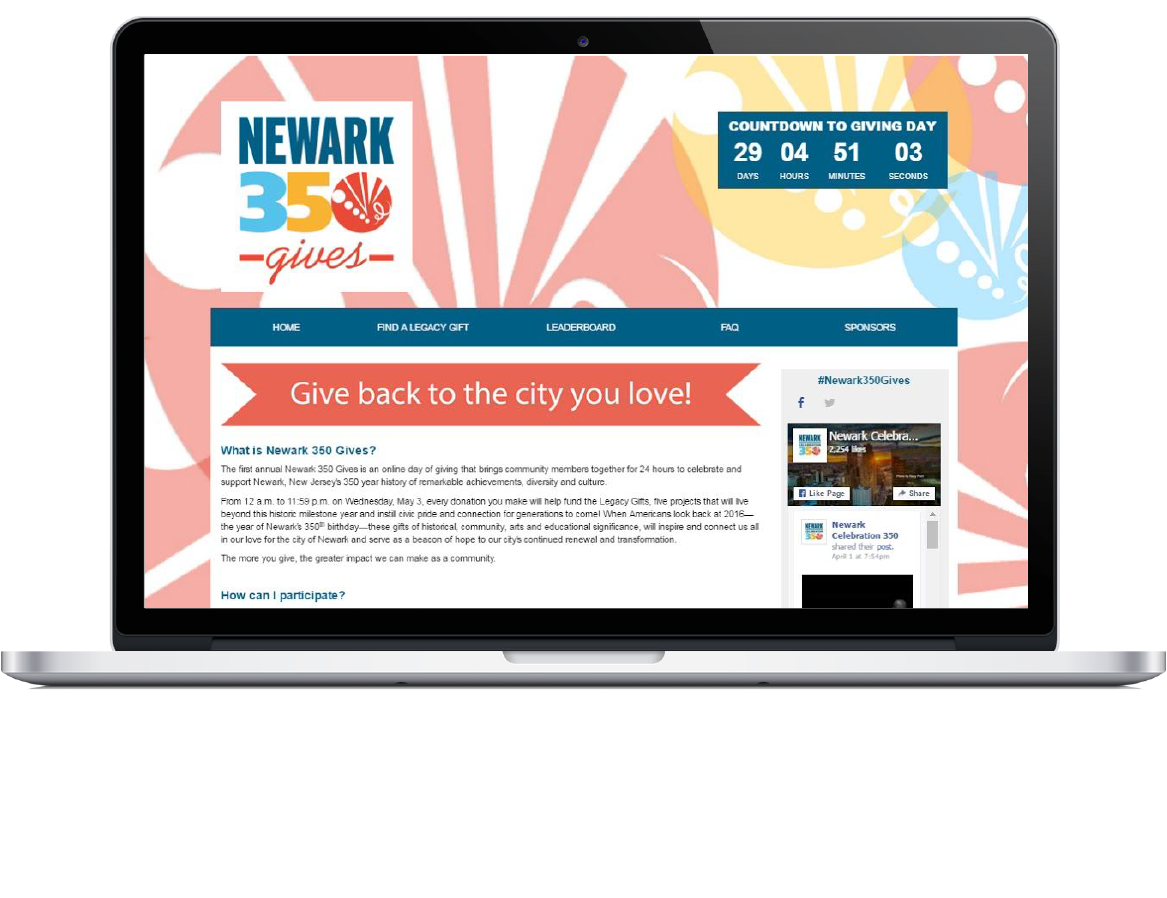 NEWARK
350
gives
COUNTDOWN TO GIVING DAY
29 04 51 03
DAYS HOURS MINUTES SECONDS
HOME FIND A LEGACY GIFT LEADERBOARD FAQ SPONSORS
Give back to the city you love!
What is Newark 350 Gives?
The first annual Newark 350 Gives is an online day of giving that brings community members together for 24 hours to celebrate and
support Newark, New Jersey's 350 year history of remarkable achievements, diversity and culture.
From 12 a.m. to 11:59 p.m. on Wednesday, May 3, every donation you make will help fund the Legacy Gifts, five projects that will live
beyond this historic milestone year and instill civic pride and connection for generations to come! When Americans look back at 2016—
the year of Newark's 350th birthday—these gifts of historical, community, arts and educational significance, will inspire and connect us all
in our love for the city of Newark and serve as a beacon of hope to our city's continued renewal and transformation.
The more you give, the greater impact we can make as a community.
How can I participate?
#Newark350Gives
NEWARK
350
Newark Celebra...
2,254 likes
Like Page
Share
NEWARK
350
Newark
Celebration 350
shared their post.
April 1 at 7:54pm